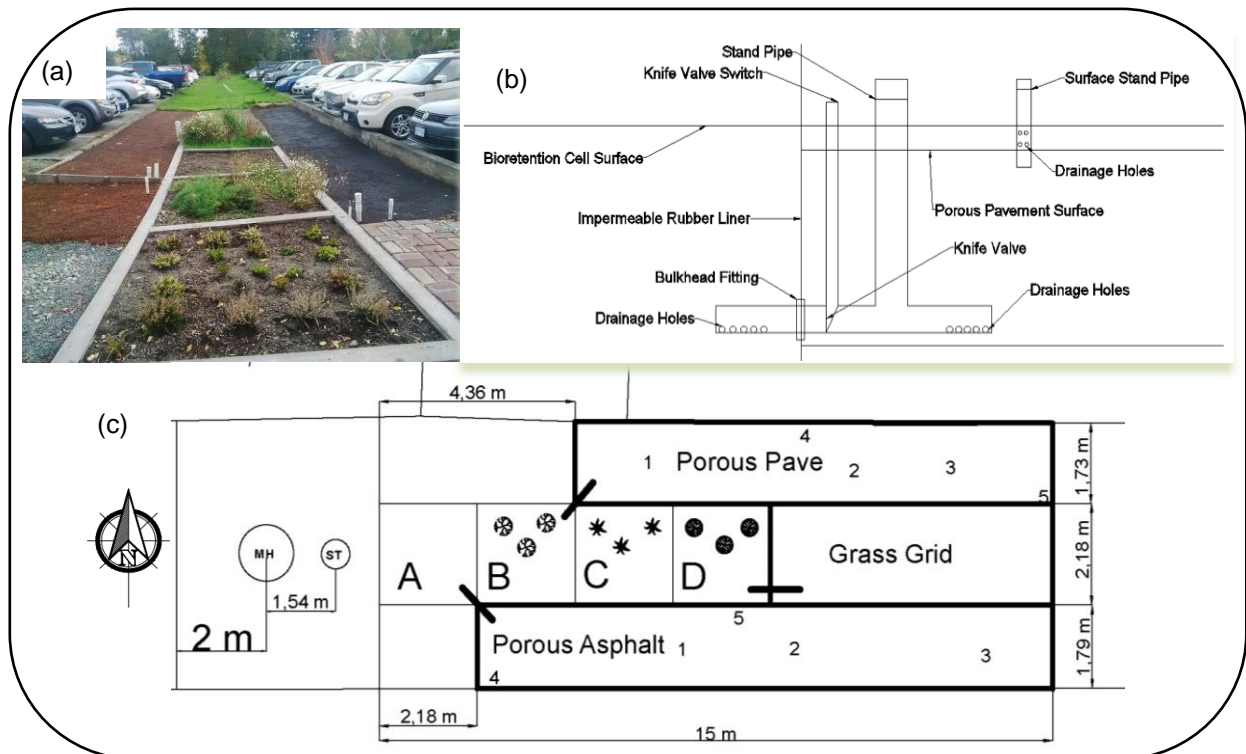 (a)
(b)
Stand Pipe
Knife Valve Switch
Surface Stand Pipe
Bioretention Cell Surface
Drainage Holes
Impermeable Rubber Liner
Porous Pavement Surface
Knife Valve
Bulkhead Fitting
Drainage Holes
Drainage Holes
(c)
4,36 m
4
1 Porous Pave 2 3
5
1,73 m
N
MH
ST
A
B
C
D
Grass Grid
2,18 m
1,54 m
2 m
5
Porous Asphalt 1 2 3
4
1,79 m
2,18 m
15 m